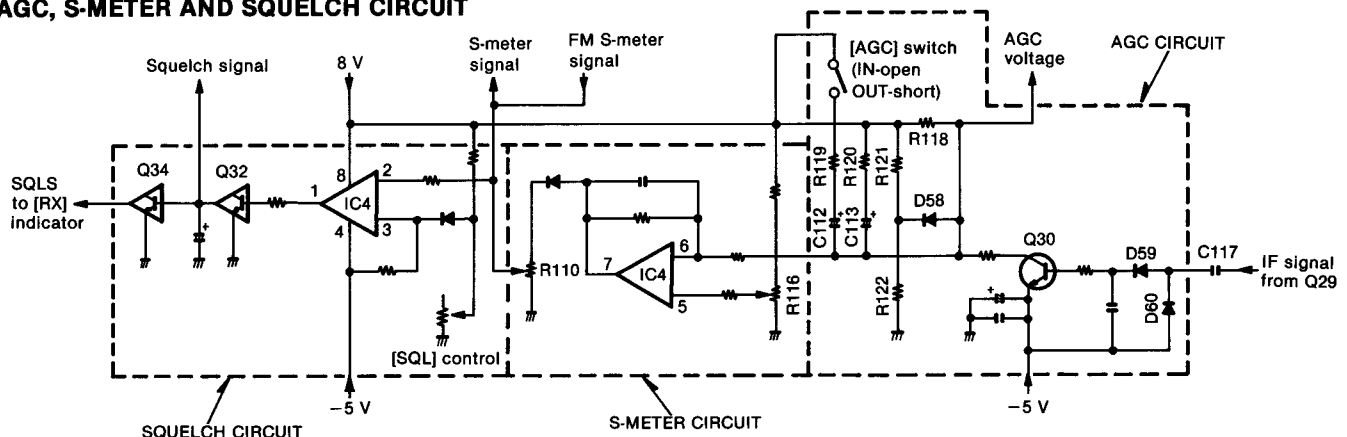 AGC, S-METER AND SQUELCH CIRCUIT
Squelch signal
8 V
S-meter
signal
FM S-meter
signal
[AGC] switch
(IN-open
OUT-short)
AGC
voltage
AGC CIRCUIT
R118
Q34
Q32
SQLS
to [RX]
indicator
1
8
2
IC4
4
3
R110
7
6
IC4
5
R116
R119
R120
R121
C112
C113
D58
R122
Q30
D59
C117
D60
IF signal
from Q29
+
+
+
+
[SQL] control
−5 V
−5 V
SQUELCH CIRCUIT
S-METER CIRCUIT